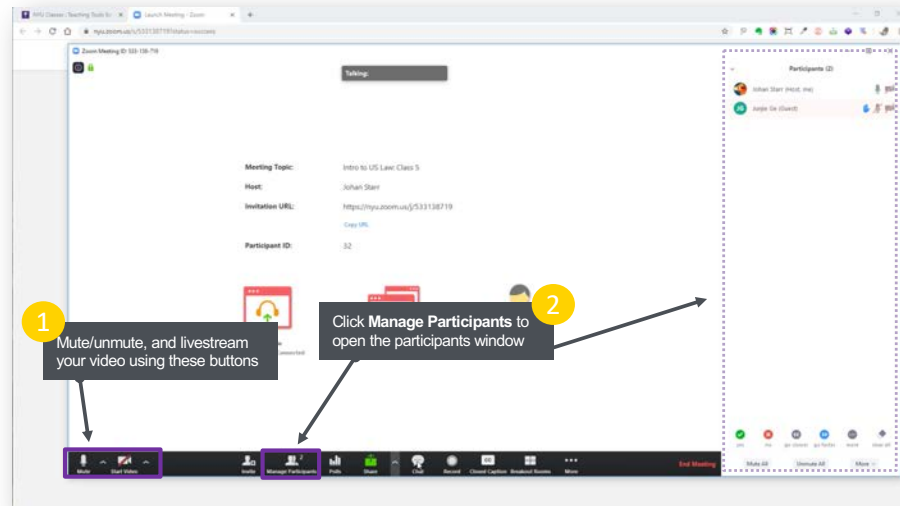 NYU Classes: Teaching Tools for
Launch Meeting - Zoom
nyu.zoom.us/s/533138719?status=success
Zoom Meeting ID: 533-138-719
Talking:
Participants (2)
Johan Starr (Host, me)
JG
Junjie Ge (Guest)
Meeting Topic: Intro to US Law: Class 5
Host: Johan Starr
Invitation URL: https://nyu.zoom.us/j/533138719
Copy URL
Participant ID: 32
1
Mute/unmute, and livestream
your video using these buttons
2
Click Manage Participants to
open the participants window
Connected
yes no go slower go faster more clear all
Mute Start Video Invite 2 Manage Participants Polls Share Chat Record CC Closed Caption Breakout Rooms More End Meeting
Mute All Unmute All More